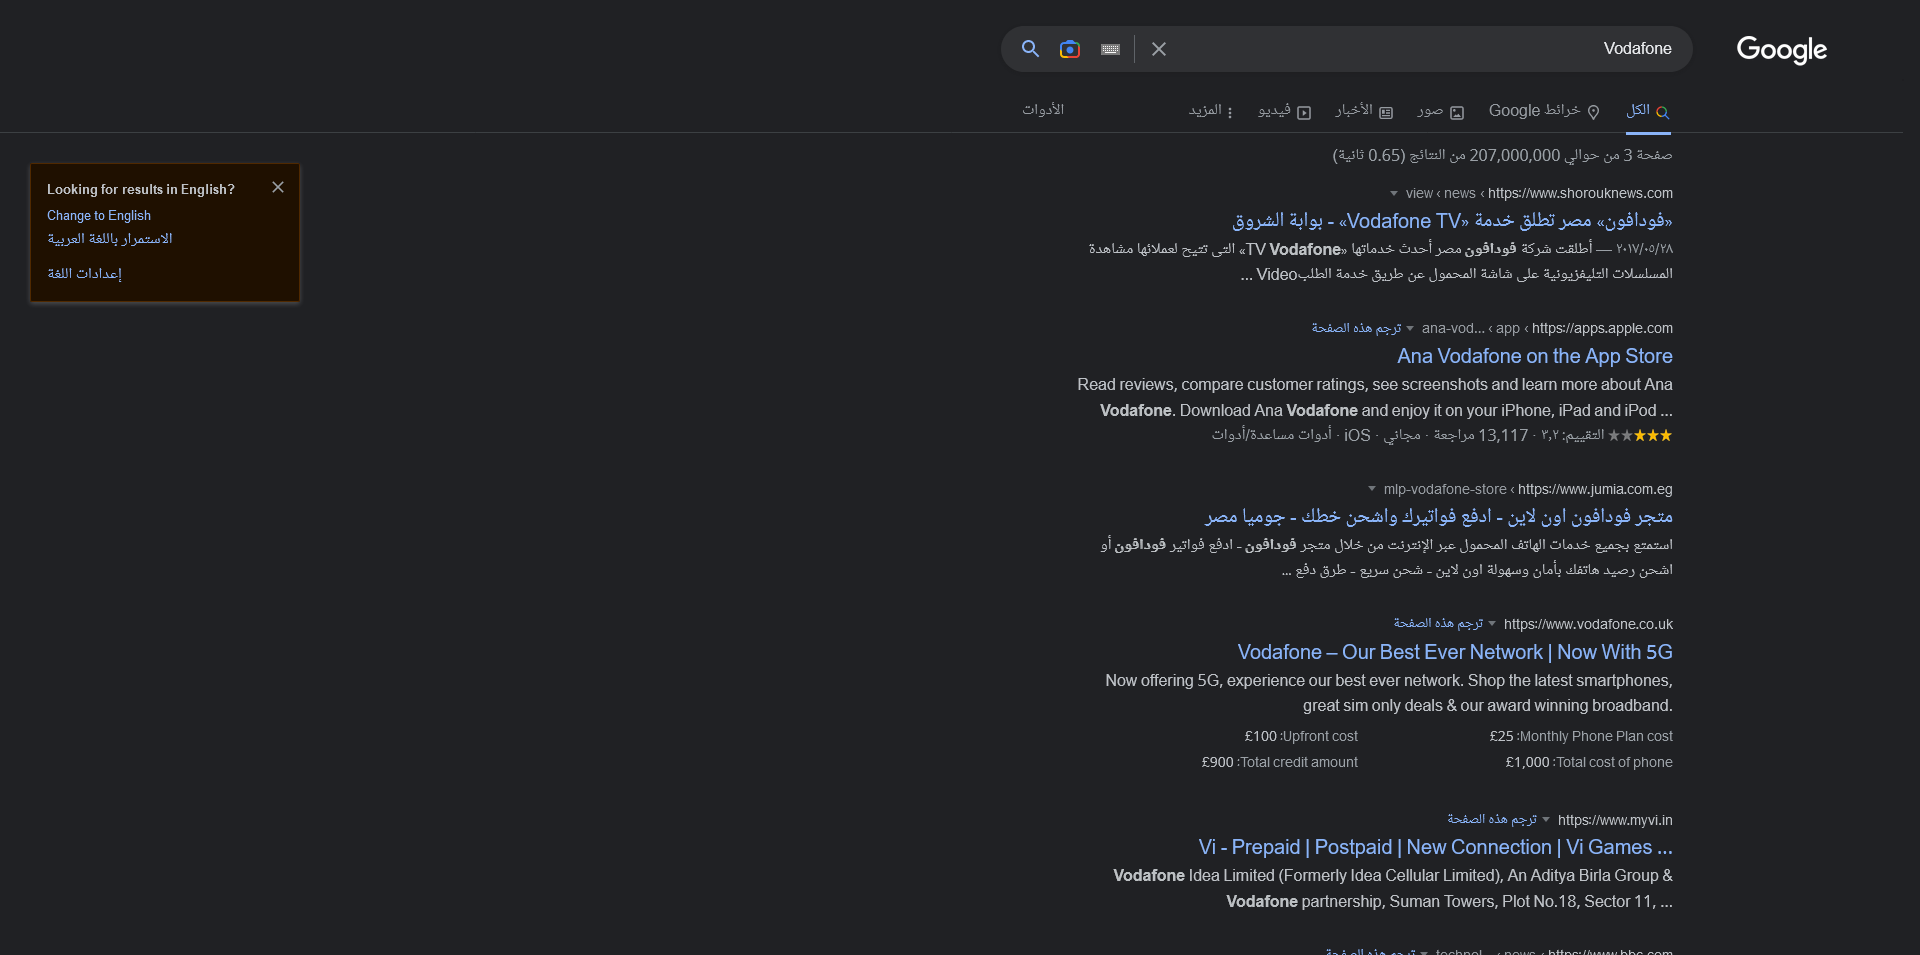 Vodafone
Google
الكل
خرائط Google
صور
الأخبار
فيديو
المزيد
الأدوات
صفحة 3 من حوالي 207,000,000 من النتائج (0.65 ثانية)
Looking for results in English?
Change to English
الاستمرار باللغة العربية
إعدادات اللغة
https://www.shorouknews.com › news › view
«فودافون» مصر تطلق خدمة «Vodafone TV» - بوابة الشروق
٢٨‏/٠٥‏/٢٠١٧ — أطلقت شركة فودافون مصر أحدث خدماتها «TV Vodafone» التى تتيح لعملائها مشاهدة
المسلسلات التليفزيونية على شاشة المحمول عن طريق خدمة الطلبVideo ...
https://apps.apple.com › app › ana-vod... ترجم هذه الصفحة
Ana Vodafone on the App Store
Read reviews, compare customer ratings, see screenshots and learn more about Ana
Vodafone. Download Ana Vodafone and enjoy it on your iPhone, iPad and iPod ...
التقييم: ٣٫٢ · 13,117 مراجعة · مجاني · iOS · أدوات مساعدة/أدوات
https://www.jumia.com.eg › mlp-vodafone-store
متجر فودافون اون لاين - ادفع فواتيرك واشحن خطك - جوميا مصر
استمتع بجميع خدمات الهاتف المحمول عبر الإنترنت من خلال متجر فودافون - ادفع فواتير فودافون أو
اشحن رصيد هاتفك بأمان وسهولة اون لاين - شحن سريع - طرق دفع ...
https://www.vodafone.co.uk ترجم هذه الصفحة
Vodafone – Our Best Ever Network | Now With 5G
Now offering 5G, experience our best ever network. Shop the latest smartphones,
great sim only deals & our award winning broadband.
Monthly Phone Plan cost: £25 Upfront cost: £100
Total cost of phone: £1,000 Total credit amount: £900
https://www.myvi.in ترجم هذه الصفحة
Vi - Prepaid | Postpaid | New Connection | Vi Games ...
Vodafone Idea Limited (Formerly Idea Cellular Limited), An Aditya Birla Group &
Vodafone partnership, Suman Towers, Plot No.18, Sector 11, ...
https://www.bbc.com › news › technol... ترجم هذه الصفحة